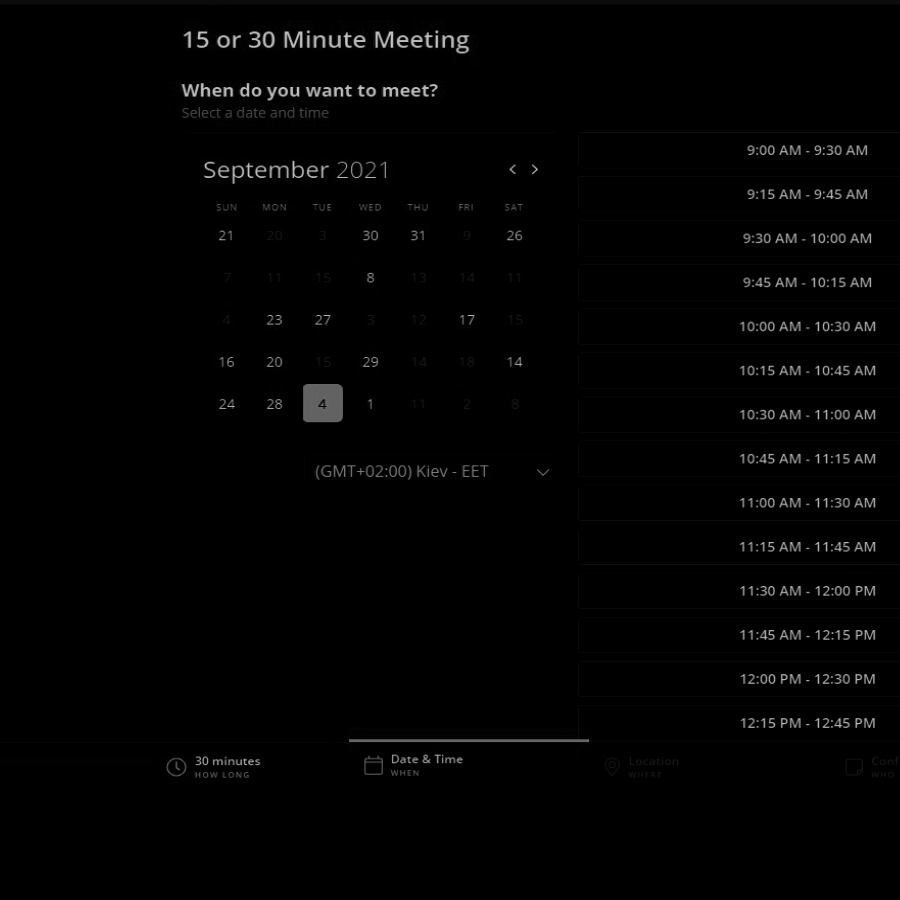 15 or 30 Minute Meeting
When do you want to meet?
Select a date and time
September 2021
SUN MON TUE WED THU FRI SAT
21 20 3 30 31 9 26
7 11 15 8 13 14 11
4 23 27 3 12 17 15
16 20 15 29 14 18 14
24 28 4 1 11 2 8
(GMT+02:00) Kiev - EET
9:00 AM - 9:30 AM
9:15 AM - 9:45 AM
9:30 AM - 10:00 AM
9:45 AM - 10:15 AM
10:00 AM - 10:30 AM
10:15 AM - 10:45 AM
10:30 AM - 11:00 AM
10:45 AM - 11:15 AM
11:00 AM - 11:30 AM
11:15 AM - 11:45 AM
11:30 AM - 12:00 PM
11:45 AM - 12:15 PM
12:00 PM - 12:30 PM
12:15 PM - 12:45 PM
30 minutes
HOW LONG
Date & Time
WHEN
Location
WHERE
Conf
WHO